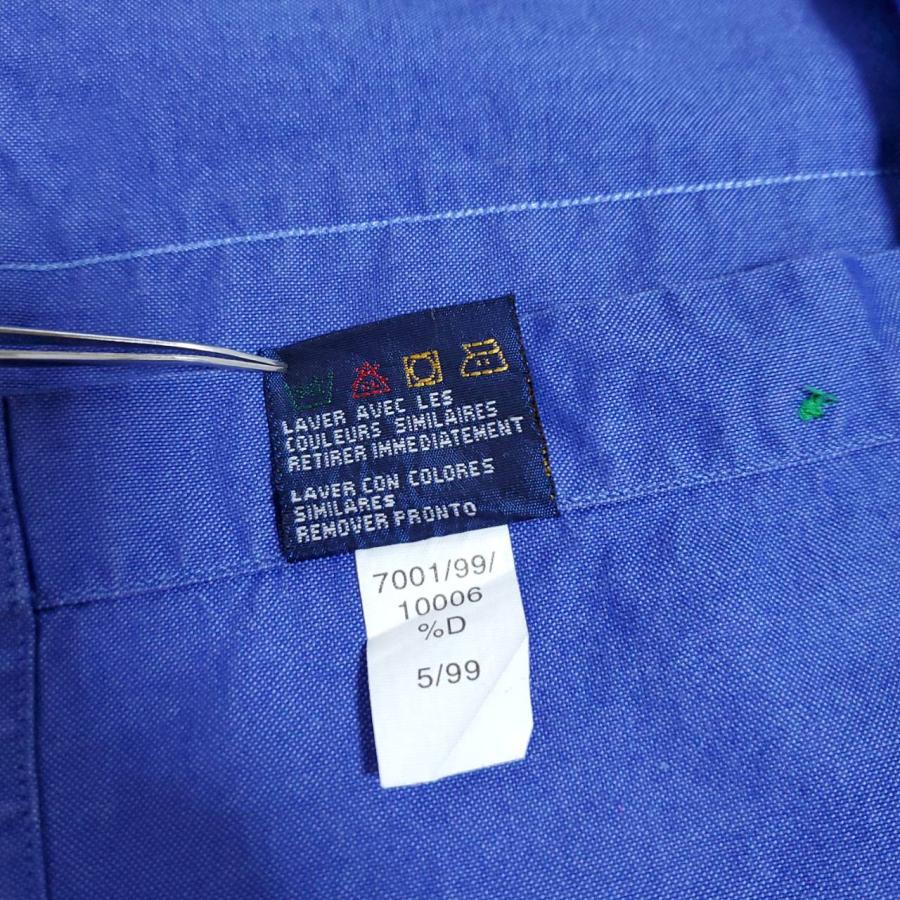 LAVER AVEC LES
COULEURS SIMILAIRES
RETIRER IMMEDIATEMENT
LAVER CON COLORES
SIMILARES
REMOVER PRONTO
7001/99/
10006
%D
5/99